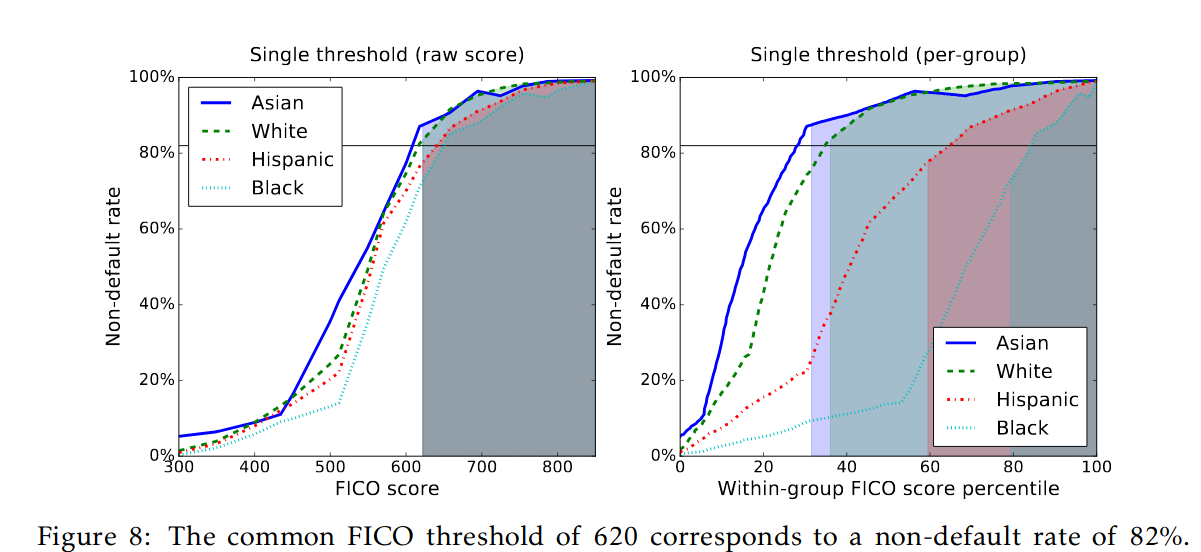 Single threshold (raw score)
100%
80%
60%
40%
20%
0%
Non-default rate
Asian
White
Hispanic
Black
300 400 500 600 700 800
FICO score
Single threshold (per-group)
100%
80%
60%
40%
20%
0%
Non-default rate
Asian
White
Hispanic
Black
0 20 40 60 80 100
Within-group FICO score percentile
Figure 8: The common FICO threshold of 620 corresponds to a non-default rate of 82%.